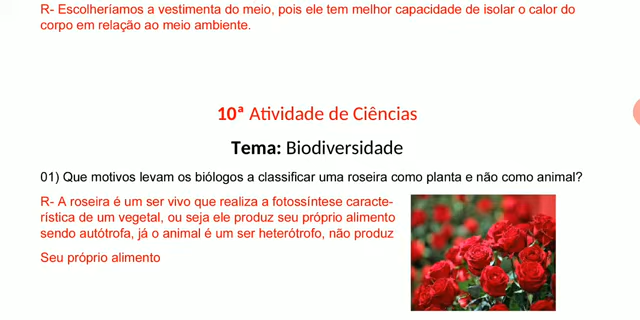 R- Escolheríamos a vestimenta do meio, pois ele tem melhor capacidade de isolar o calor do
corpo em relação ao meio ambiente.
10ª Atividade de Ciências
Tema: Biodiversidade
01) Que motivos levam os biólogos a classificar uma roseira como planta e não como animal?
R- A roseira é um ser vivo que realiza a fotossíntese caracte-
rística de um vegetal, ou seja ele produz seu próprio alimento
sendo autótrofa, já o animal é um ser heterótrofo, não produz
Seu próprio alimento